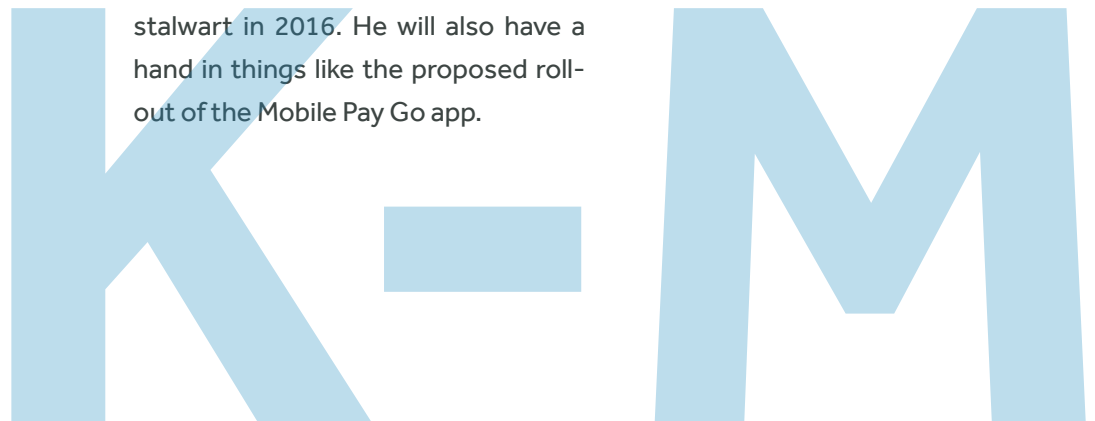 stalwart in 2016. He will also have a
hand in things like the proposed roll-
out of the Mobile Pay Go app.
K-M